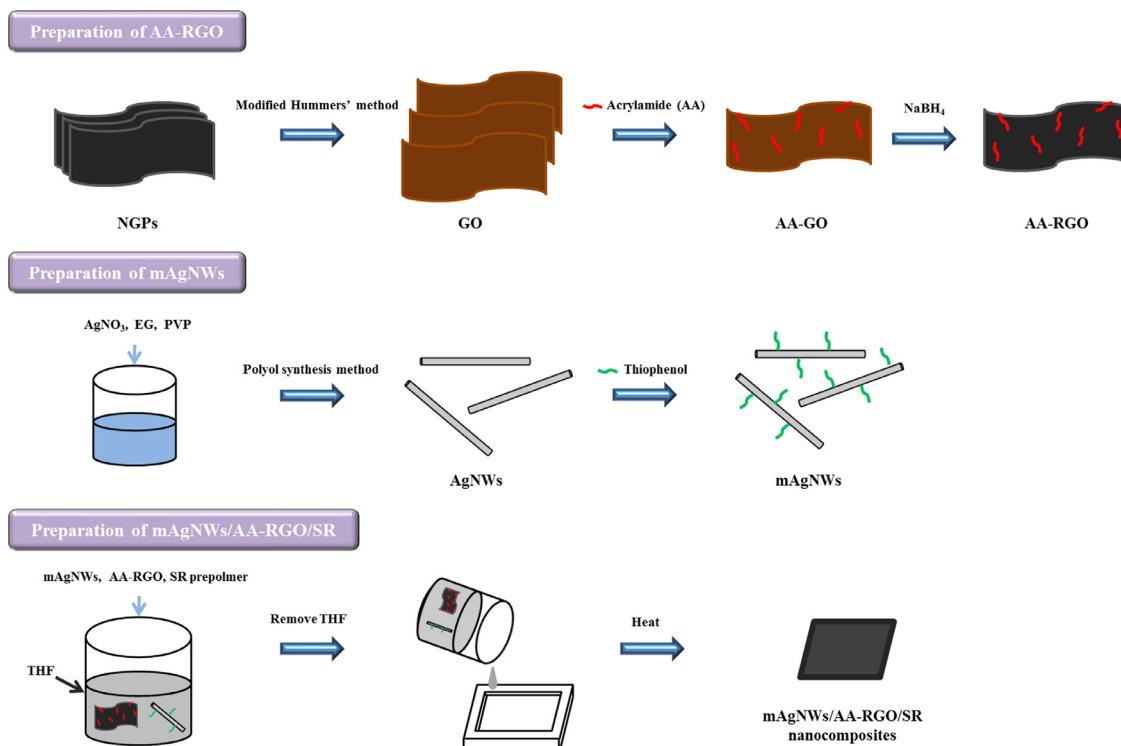 Preparation of AA-RGO
Modified Hummers' method
Acrylamide (AA)
NaBH₄
NGPs
GO
AA-GO
AA-RGO
Preparation of mAgNWs
AgNO₃, EG, PVP
Polyol synthesis method
Thiophenol
AgNWs
mAgNWs
Preparation of mAgNWs/AA-RGO/SR
mAgNWs, AA-RGO, SR prepolmer
Remove THF
Heat
THF
mAgNWs/AA-RGO/SR
nanocomposites